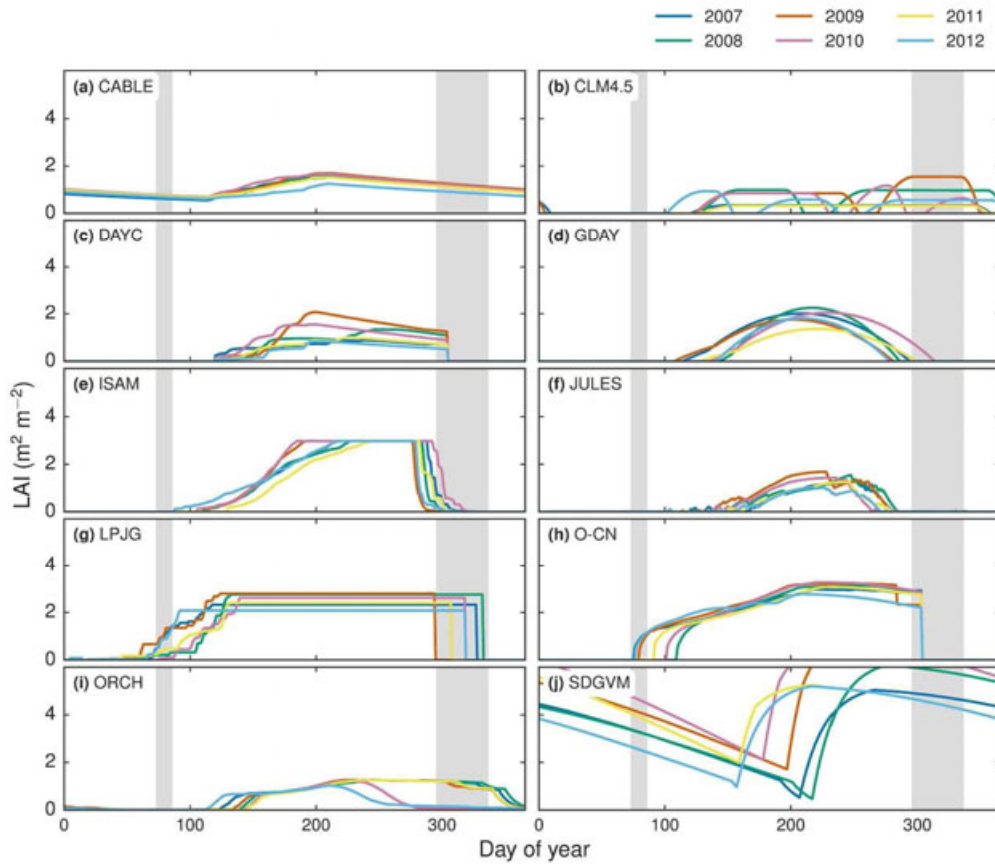 2007 2009 2011
2008 2010 2012
(a) CABLE (b) CLM4.5
4 
2
0
(c) DAYC (d) GDAY
4
2
0
(e) ISAM (f) JULES
4
2
0
(g) LPJG (h) O-CN
4
2
0
(i) ORCH (j) SDGVM
4
2
0
LAI (m² m⁻²)
0 100 200 300 0 100 200 300
Day of year